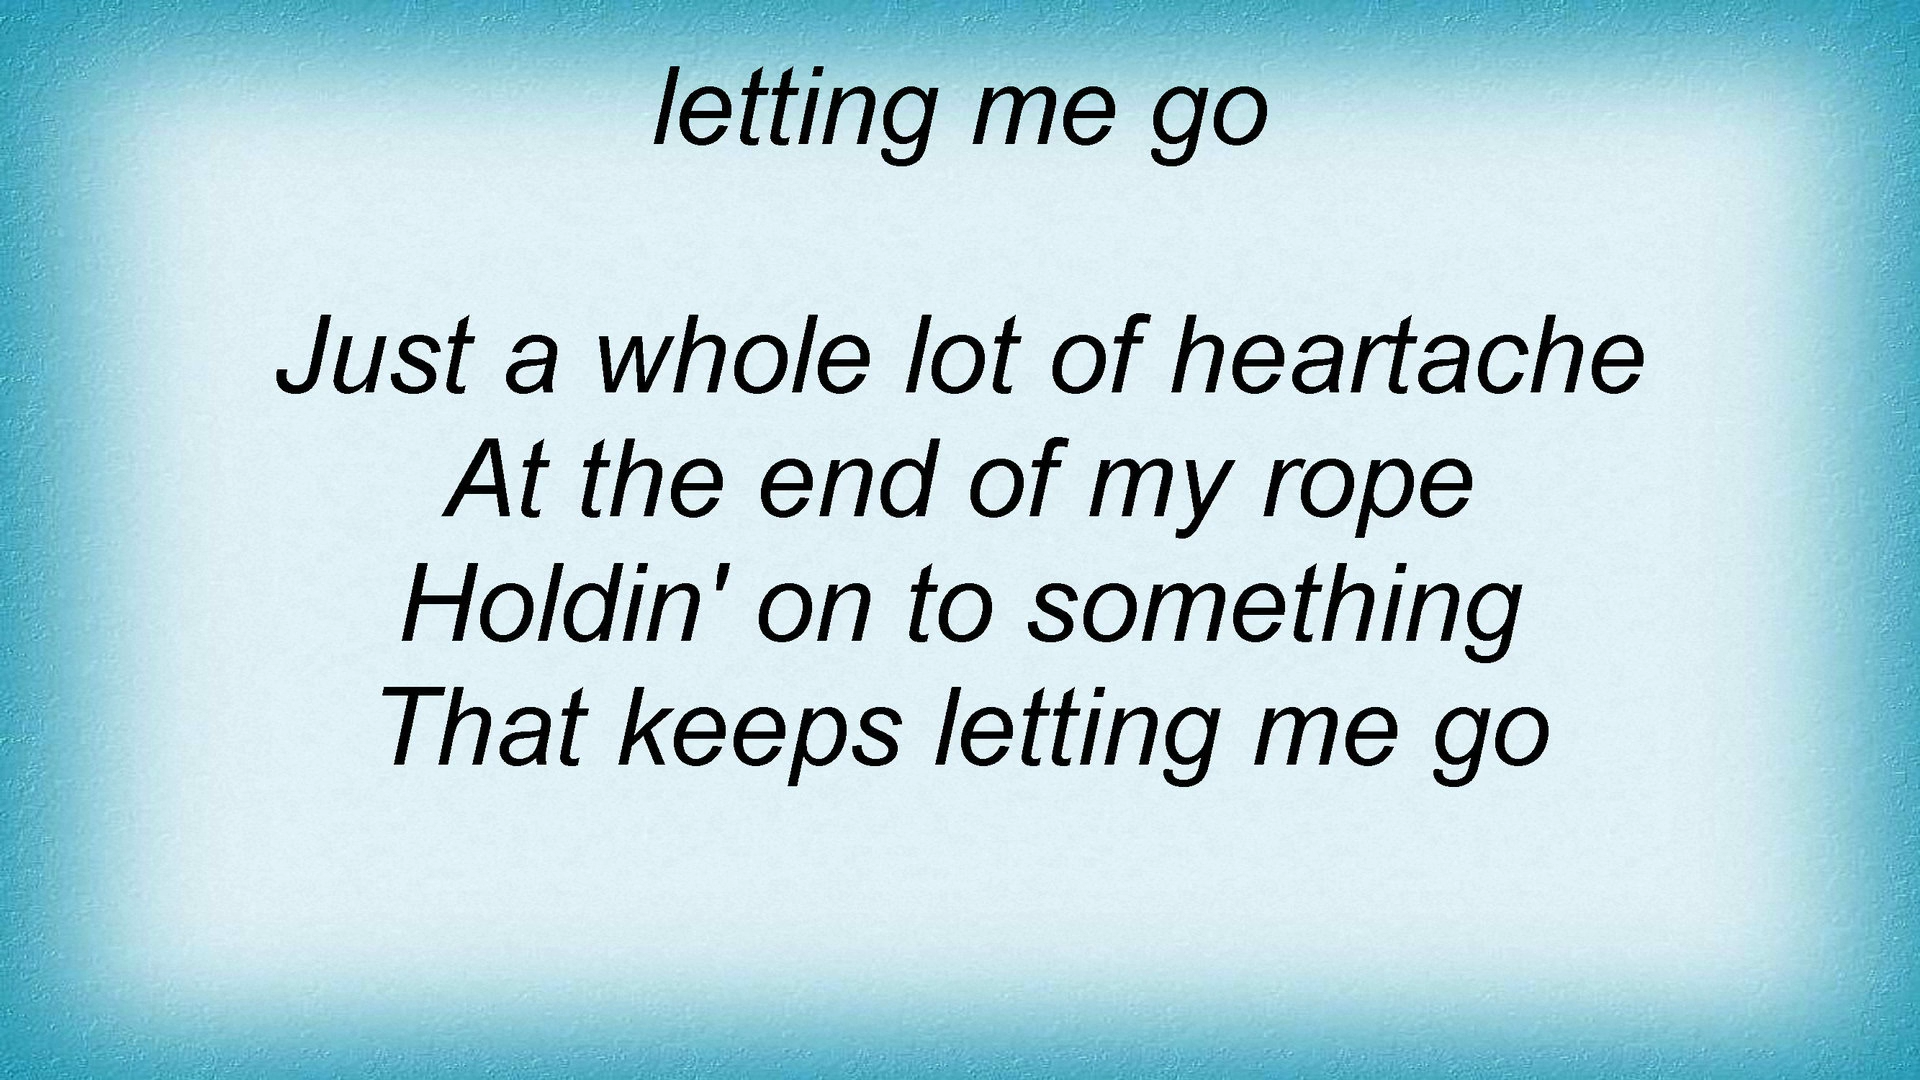 letting me go
Just a whole lot of heartache
At the end of my rope
Holdin' on to something
That keeps letting me go